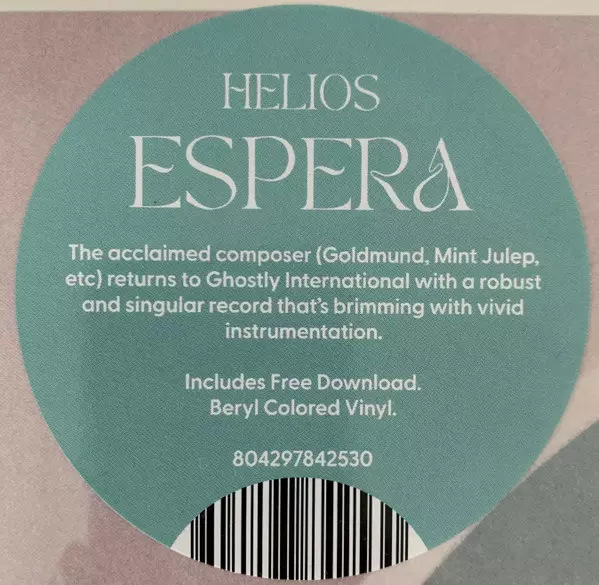 HELIOS
ESPERA
The acclaimed composer (Goldmund, Mint Julep,
etc) returns to Ghostly International with a robust
and singular record that's brimming with vivid
instrumentation.
Includes Free Download.
Beryl Colored Vinyl.
804297842530